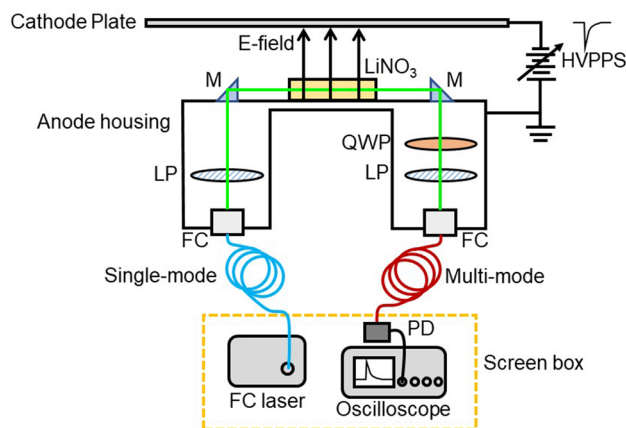 Cathode Plate
E-field
HVPPS
LiNO3
M
M
Anode housing
QWP
LP
LP
FC
FC
Single-mode
Multi-mode
PD
Screen box
FC laser
Oscilloscope